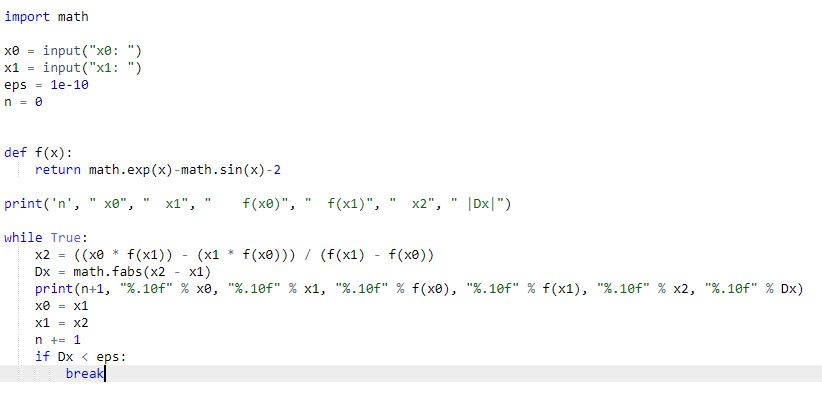 import math
x0 = input("x0: ")
x1 = input("x1: ")
eps = 1e-10
n = 0
def f(x):
    return math.exp(x)-math.sin(x)-2
print('n', " x0", "  x1", "    f(x0)", "  f(x1)", "  x2", " |Dx|")
while True:
    x2 = ((x0 * f(x1)) - (x1 * f(x0))) / (f(x1) - f(x0))
    Dx = math.fabs(x2 - x1)
    print(n+1, "%.10f" % x0, "%.10f" % x1, "%.10f" % f(x0), "%.10f" % f(x1), "%.10f" % x2, "%.10f" % Dx)
    x0 = x1
    x1 = x2
    n += 1
    if Dx < eps:
        break